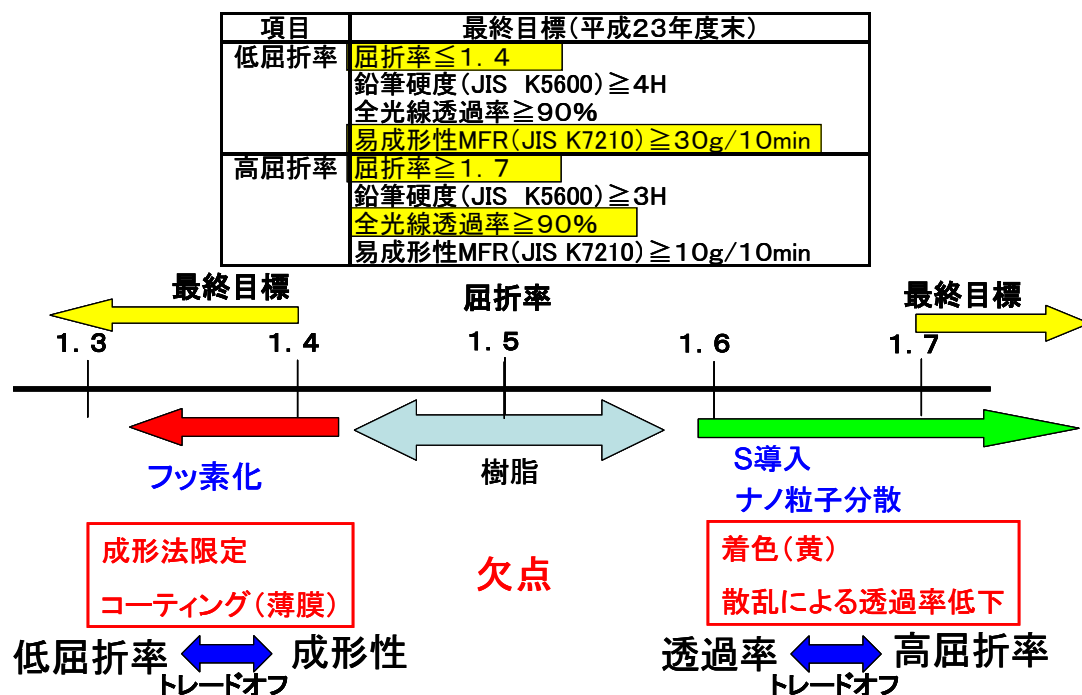 項目 最終目標(平成23年度末)
低屈折率 屈折率≦1.4
鉛筆硬度(JIS K5600)≧4H
全光線透過率≧90%
易成形性MFR(JIS K7210)≧30g/10min
高屈折率 屈折率≧1.7
鉛筆硬度(JIS K5600)≧3H
全光線透過率≧90%
易成形性MFR(JIS K7210)≧10g/10min
最終目標 屈折率 最終目標
1.3 1.4 1.5 1.6 1.7
フッ素化 樹脂 S導入
ナノ粒子分散
成形法限定
コーティング(薄膜)
欠点
着色(黄)
散乱による透過率低下
低屈折率 成形性
トレードオフ
透過率 高屈折率
トレードオフ